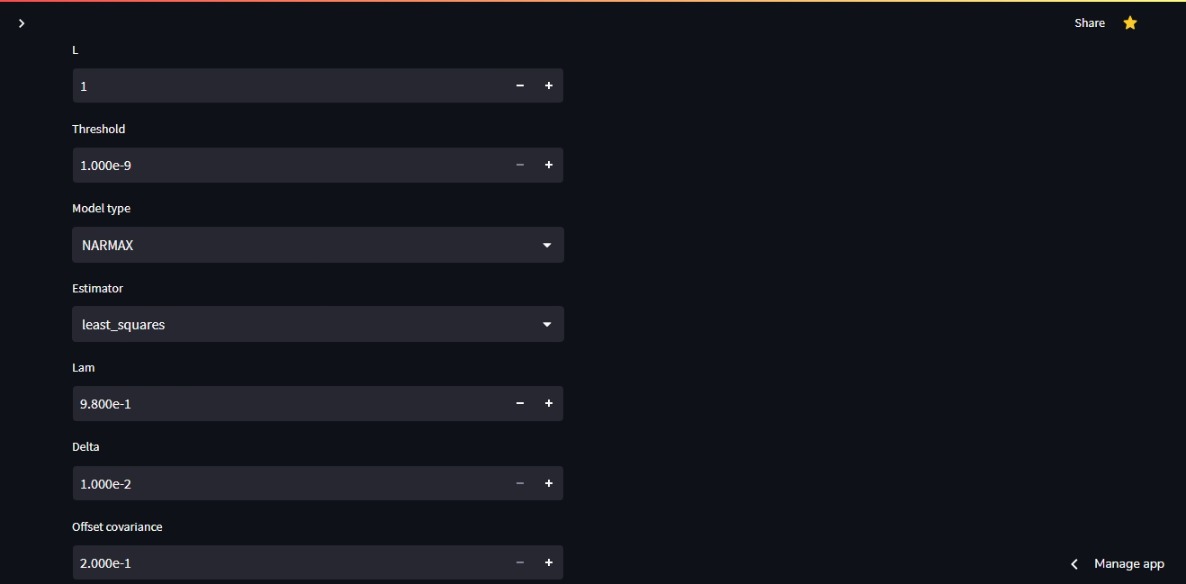 Share
L
1
Threshold
1.000e-9
Model type
NARMAX
Estimator
least_squares
Lam
9.800e-1
Delta
1.000e-2
Offset covariance
2.000e-1
Manage app